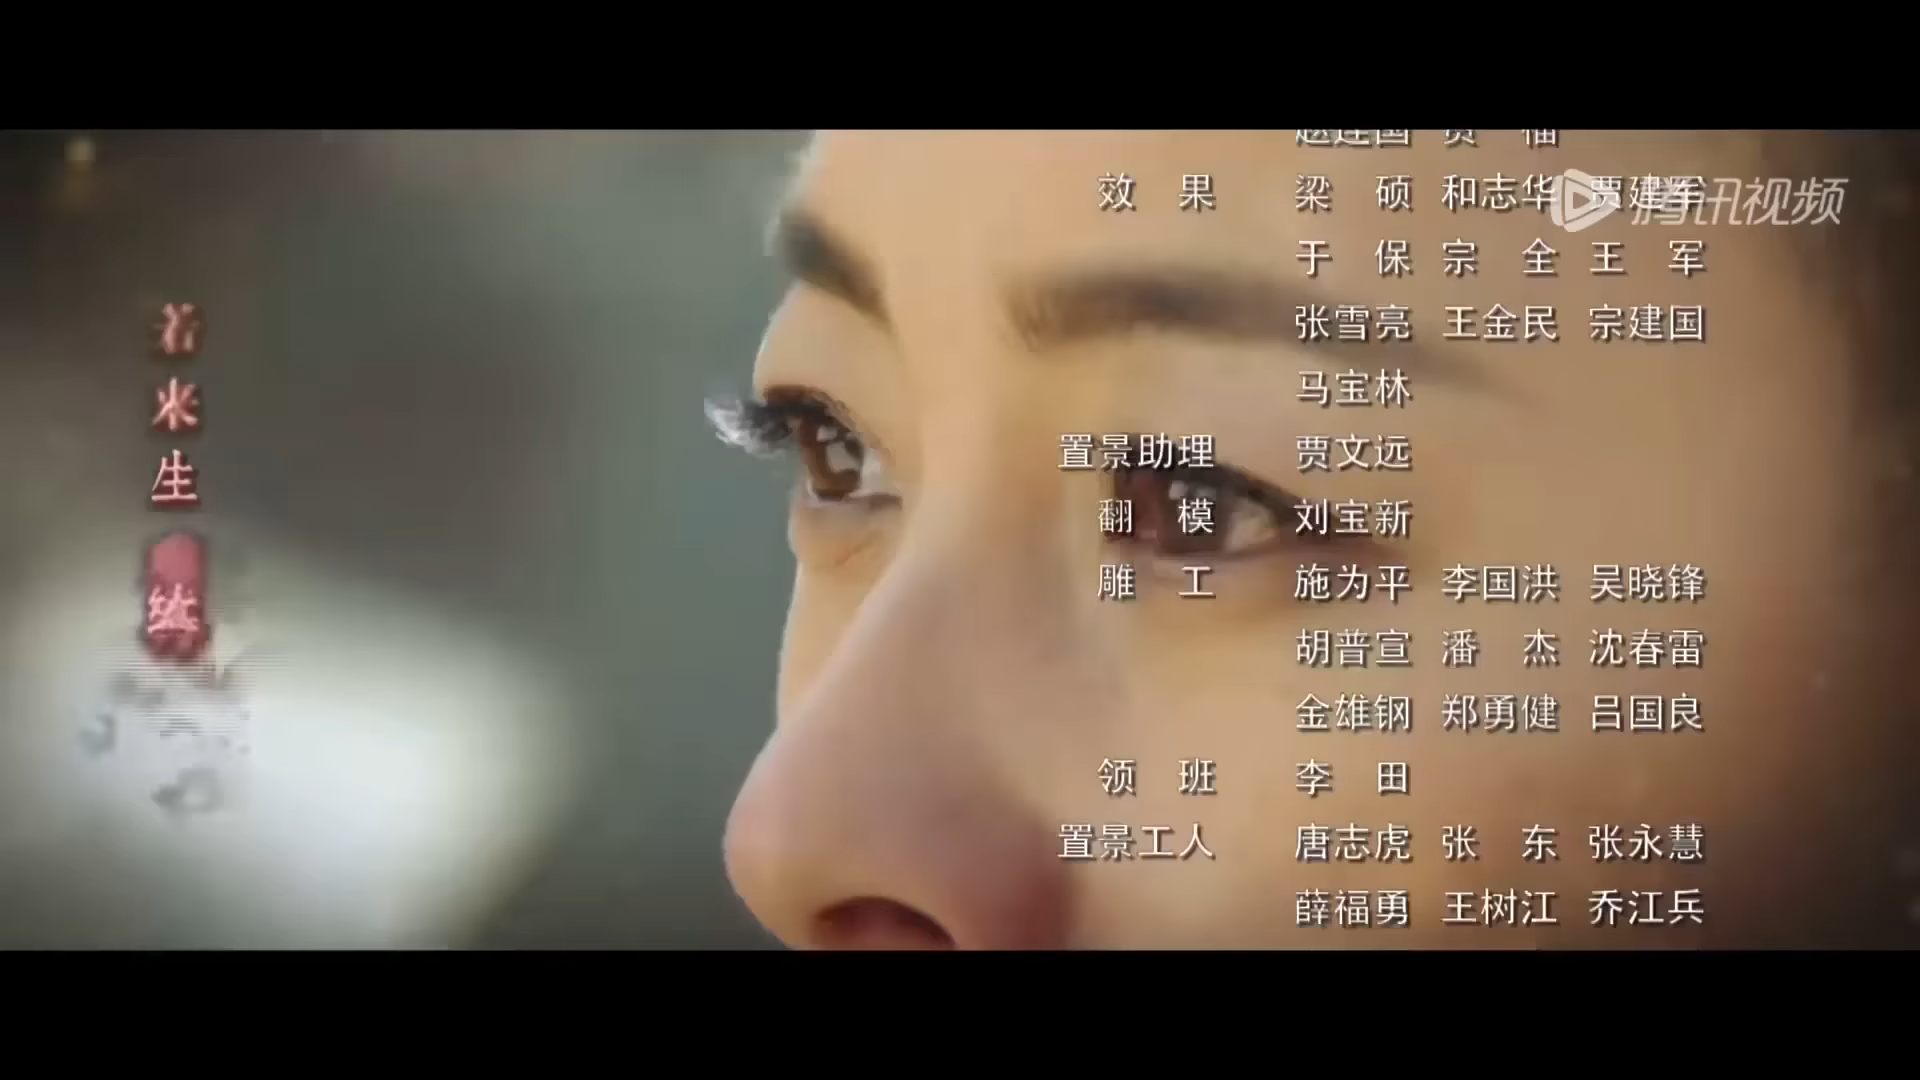 效果 梁硕 和志华 贾建军
腾讯视频
于保 宗全 王军
张雪亮 王金民 宗建国
马宝林
置景助理 贾文远
翻模 刘宝新
雕工 施为平 李国洪 吴晓锋
胡普宣 潘杰 沈春雷
金雄钢 郑勇健 吕国良
领班 李田
置景工人 唐志虎 张东 张永慧
薛福勇 王树江 乔江兵
若来生